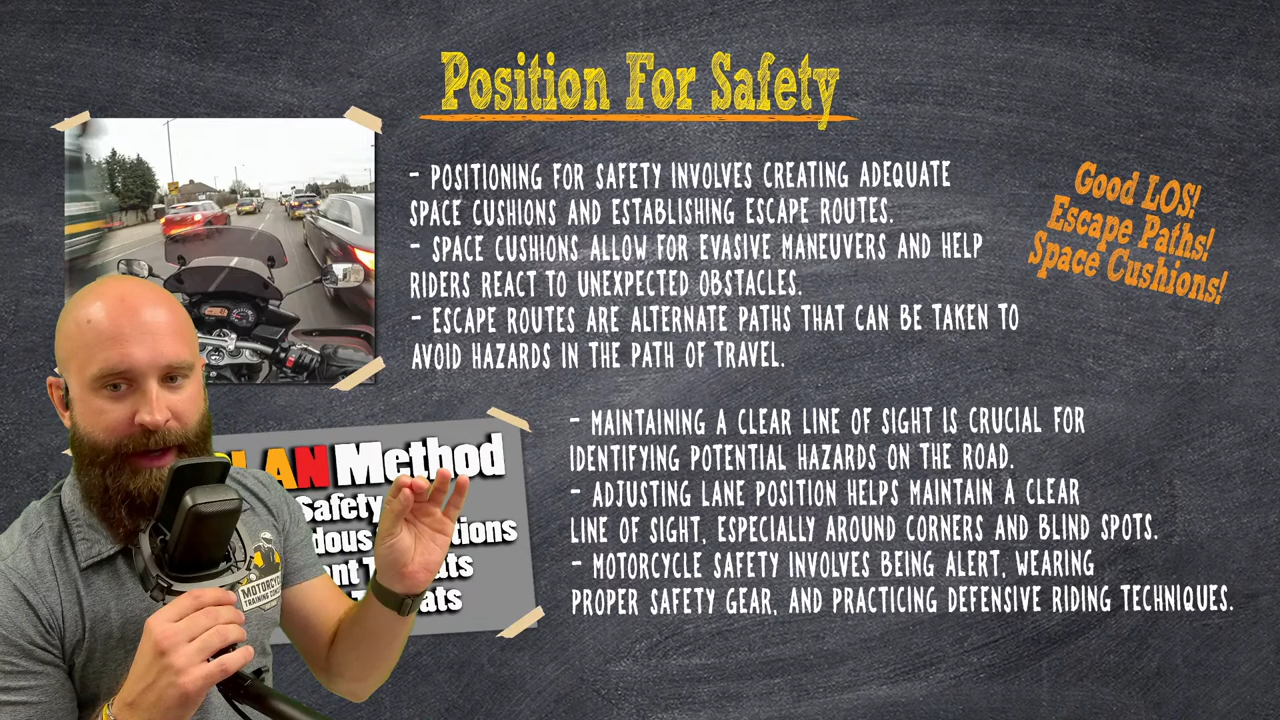 Position For Safety
- POSITIONING FOR SAFETY INVOLVES CREATING ADEQUATE
SPACE CUSHIONS AND ESTABLISHING ESCAPE ROUTES.
- SPACE CUSHIONS ALLOW FOR EVASIVE MANEUVERS AND HELP
RIDERS REACT TO UNEXPECTED OBSTACLES.
- ESCAPE ROUTES ARE ALTERNATE PATHS THAT CAN BE TAKEN TO
AVOID HAZARDS IN THE PATH OF TRAVEL.
Good LOS!
Escape Paths!
Space Cushions!
- MAINTAINING A CLEAR LINE OF SIGHT IS CRUCIAL FOR
IDENTIFYING POTENTIAL HAZARDS ON THE ROAD.
- ADJUSTING LANE POSITION HELPS MAINTAIN A CLEAR
LINE OF SIGHT, ESPECIALLY AROUND CORNERS AND BLIND SPOTS.
- MOTORCYCLE SAFETY INVOLVES BEING ALERT, WEARING
PROPER SAFETY GEAR, AND PRACTICING DEFENSIVE RIDING TECHNIQUES.
LAN Method
Safety
MOTORCYCLE
TRAINING